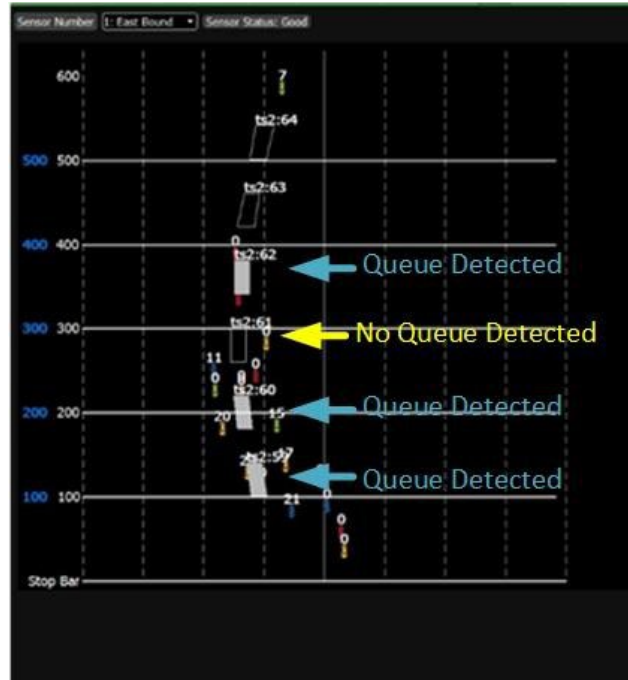 Sensor Number 1: East Bound Sensor Status: Good
600
7
ts2:64
500 500
ts2:63
400 400
0
ts2:62
Queue Detected
300 300
ts2:61
0
No Queue Detected
11
0
0
0
ts2:60
200 200
20
15
Queue Detected
17
Queue Detected
100 100
21
0
0
0
Stop Bar